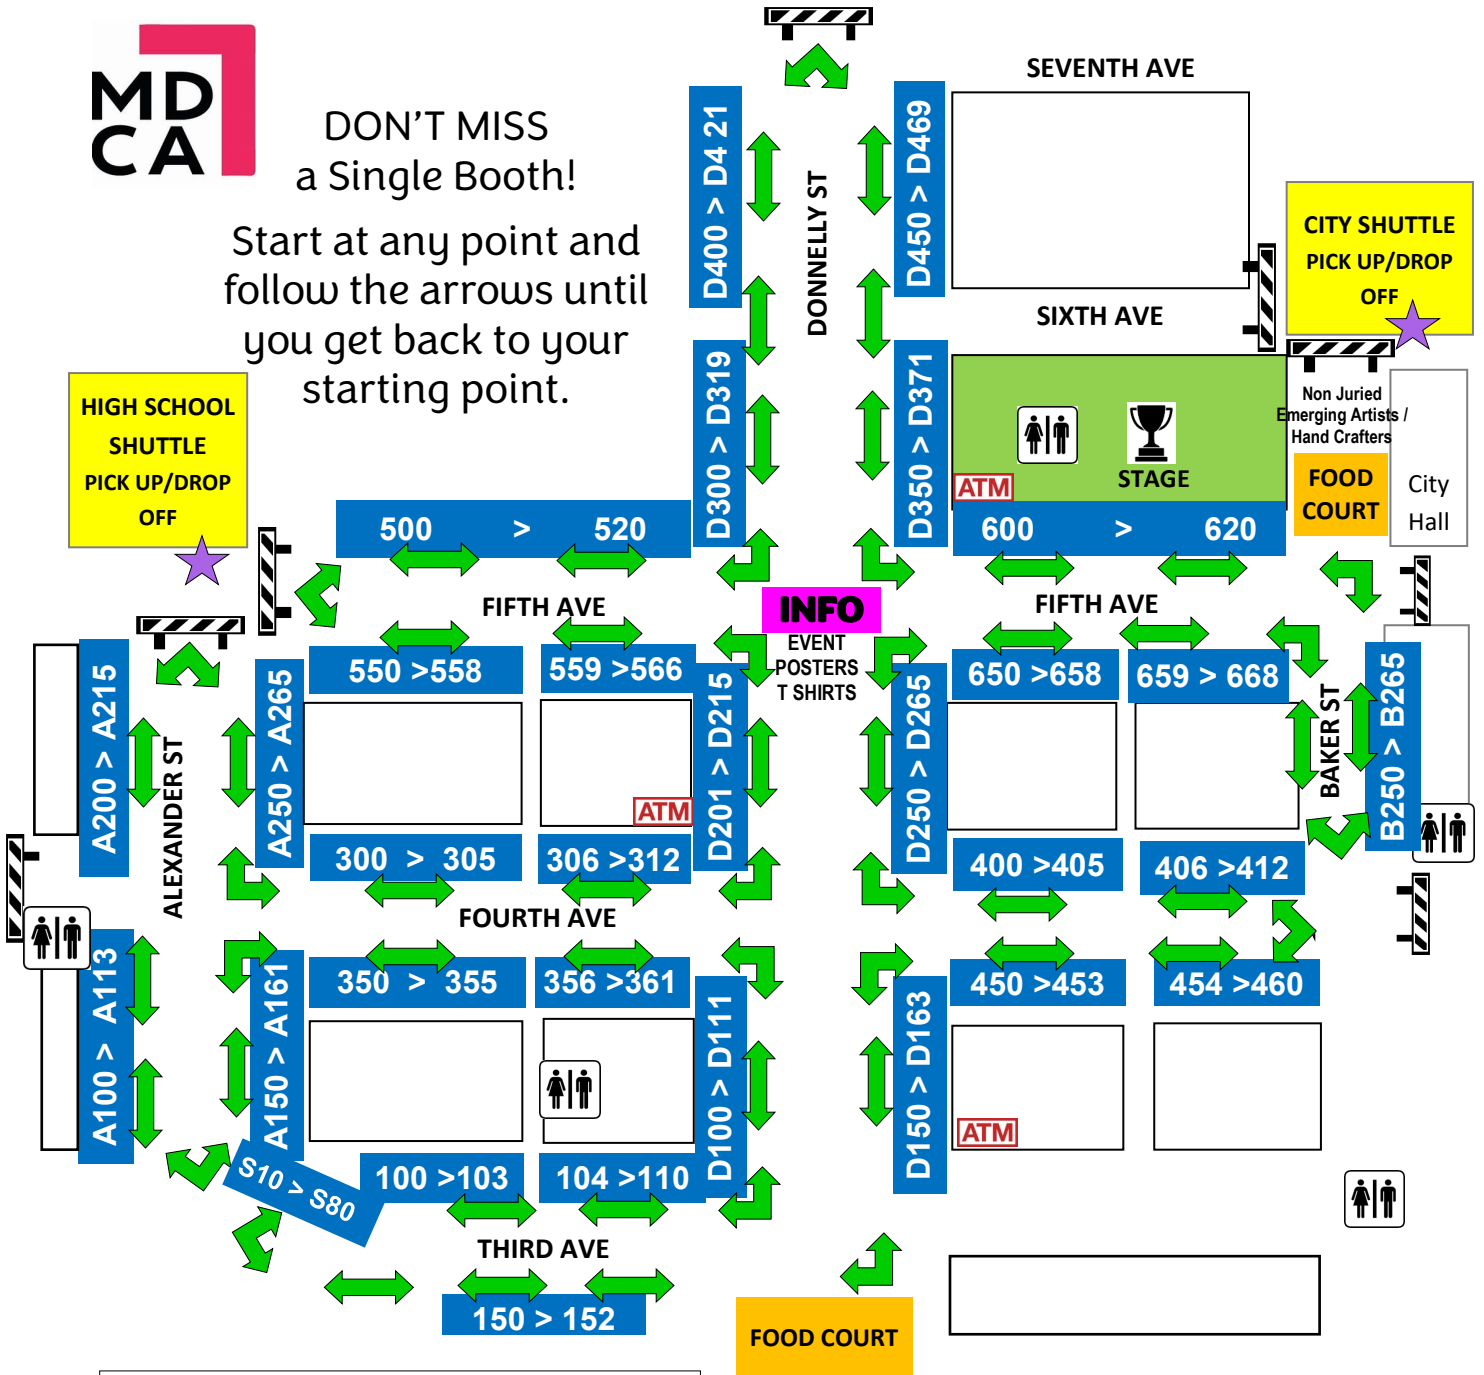 MD
CA
DON'T MISS
a Single Booth!
Start at any point and
follow the arrows until
you get back to your
starting point.
SEVENTH AVE
D400 > D4 21
DONNELLY ST
D450 > D469
CITY SHUTTLE
PICK UP/DROP
OFF
SIXTH AVE
HIGH SCHOOL
SHUTTLE
PICK UP/DROP
OFF
D300 > D319
D350 > D371
STAGE
ATM
Non Juried
Emerging Artists /
Hand Crafters
FOOD
COURT
City
Hall
500 > 520
600 > 620
FIFTH AVE
INFO
EVENT
POSTERS
T SHIRTS
FIFTH AVE
A200 > A215
ALEXANDER ST
A250 > A265
550 >558
559 >566
D201 > D215
D250 > D265
650 >658
659 > 668
BAKER ST
B250 > B265
ATM
300 > 305
306 >312
400 >405
406 >412
FOURTH AVE
A100 > A113
A150 > A161
350 > 355
356 >361
D100 > D111
D150 > D163
450 >453
454 >460
ATM
S10 > S80
100 >103
104 >110
THIRD AVE
150 > 152
FOOD COURT